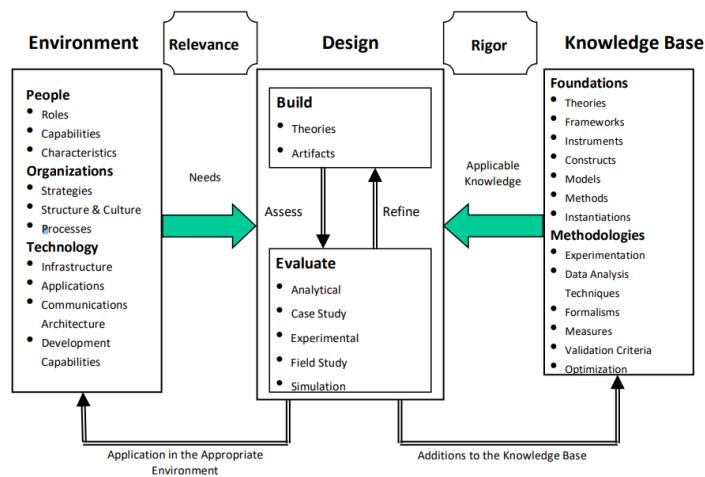 Environment
Relevance
Design
Rigor
Knowledge Base
People
Roles
Capabilities
Characteristics
Organizations
Strategies
Structure & Culture
Processes
Technology
Infrastructure
Applications
Communications
Architecture
Development
Capabilities
Needs
Build
Theories
Artifacts
Assess
Refine
Evaluate
Analytical
Case Study
Experimental
Field Study
Simulation
Applicable
Knowledge
Foundations
Theories
Frameworks
Instruments
Constructs
Models
Methods
Instantiations
Methodologies
Experimentation
Data Analysis
Techniques
Formalisms
Measures
Validation Criteria
Optimization
Application in the Appropriate
Environment
Additions to the Knowledge Base